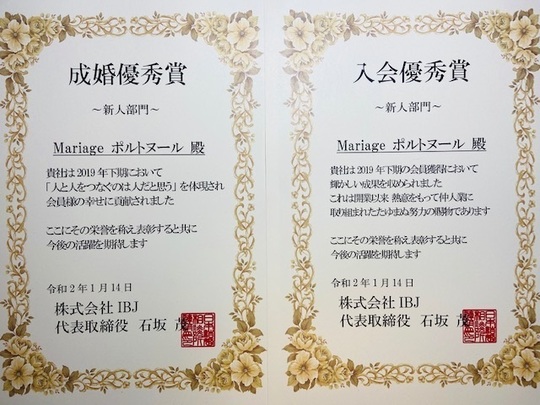 成婚優秀賞
～新人部門～
Mariage ポルトヌール 殿
貴社は2019年下期において
「人と人をつなぐのは人だと思う」を体現され
会員様の幸せに貢献されました
ここにその栄誉を称え表彰すると共に
今後の活躍を期待します
令和2年1月14日
株式会社IBJ
代表取締役 石坂 茂
入会優秀賞
～新人部門～
Mariage ポルトヌール 殿
貴社は2019年下期の会員獲得において
輝かしい成果を収められました
これは開業以来 熱意をもって仲人業に
取り組まれたたゆまぬ努力の賜物であります
ここにその栄誉を称え表彰すると共に
今後の活躍を期待します
令和2年1月14日
株式会社IBJ
代表取締役 石坂 茂